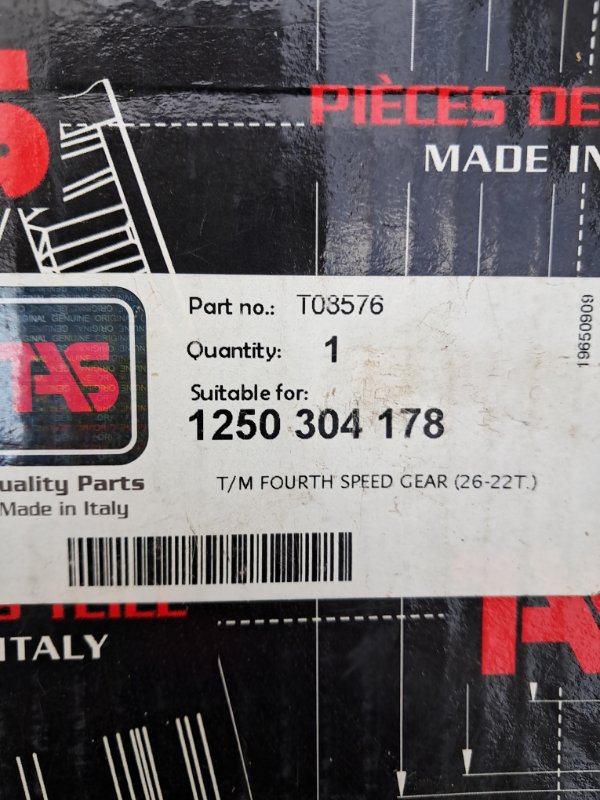 S
PIÈCES DE
MADE IN
Part no.: T03576
Quantity: 1
Suitable for:
1250 304 178
T/M FOURTH SPEED GEAR (26-22T.)
19650909
TAS
uality Parts
Made in Italy
ITALY